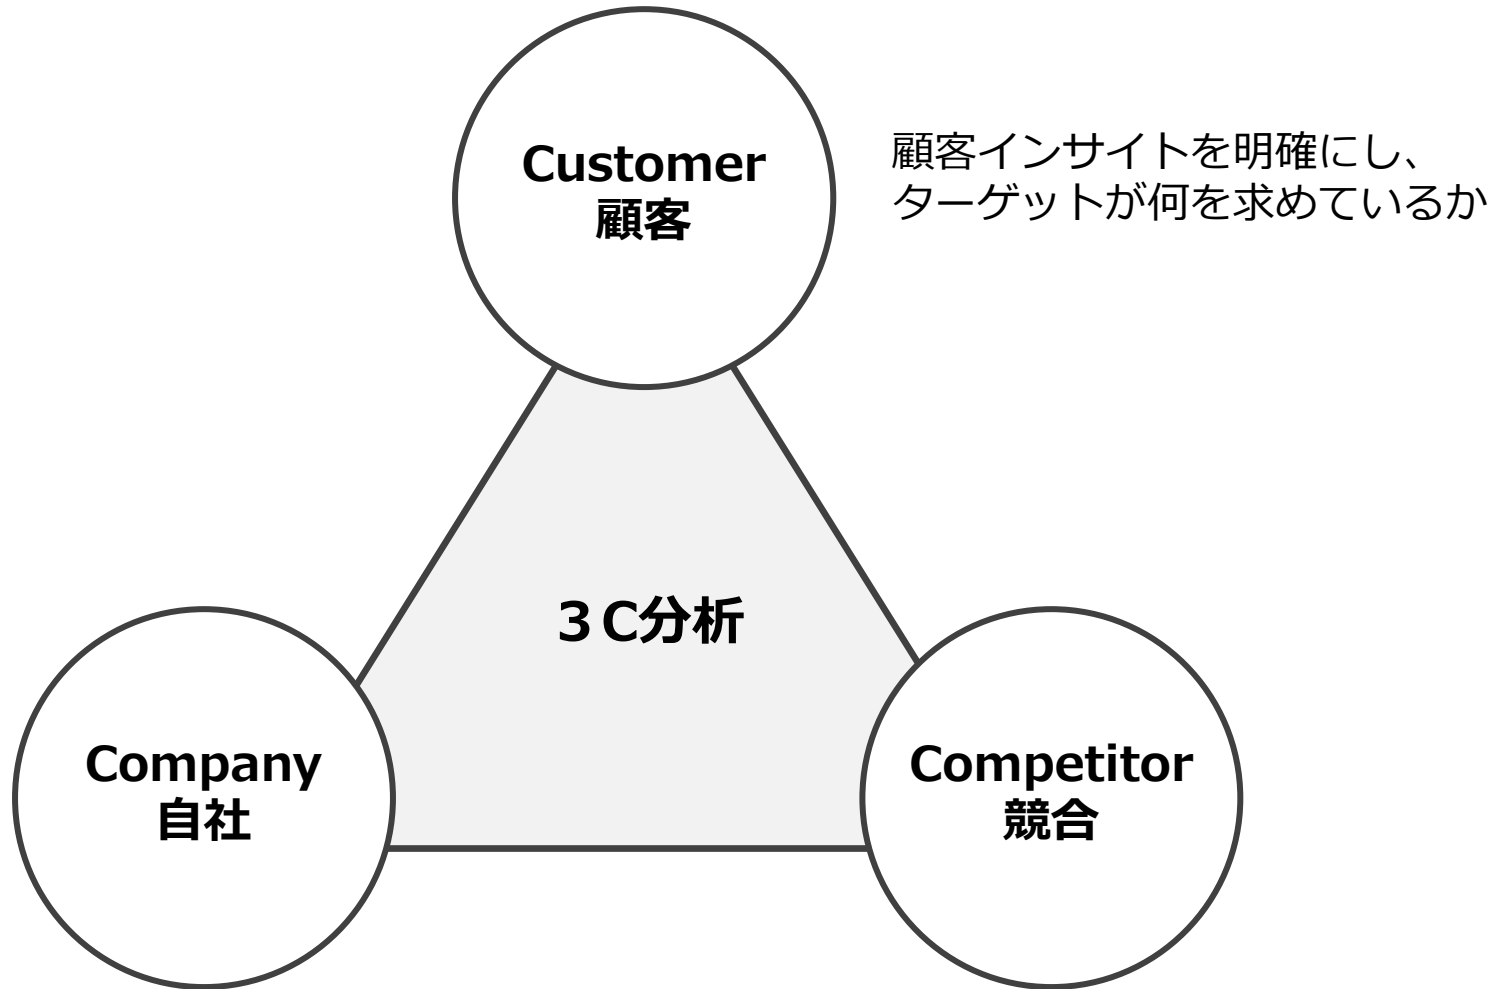 Customer
顧客
顧客インサイトを明確にし、
ターゲットが何を求めているか
３C分析
Company
自社
Competitor
競合